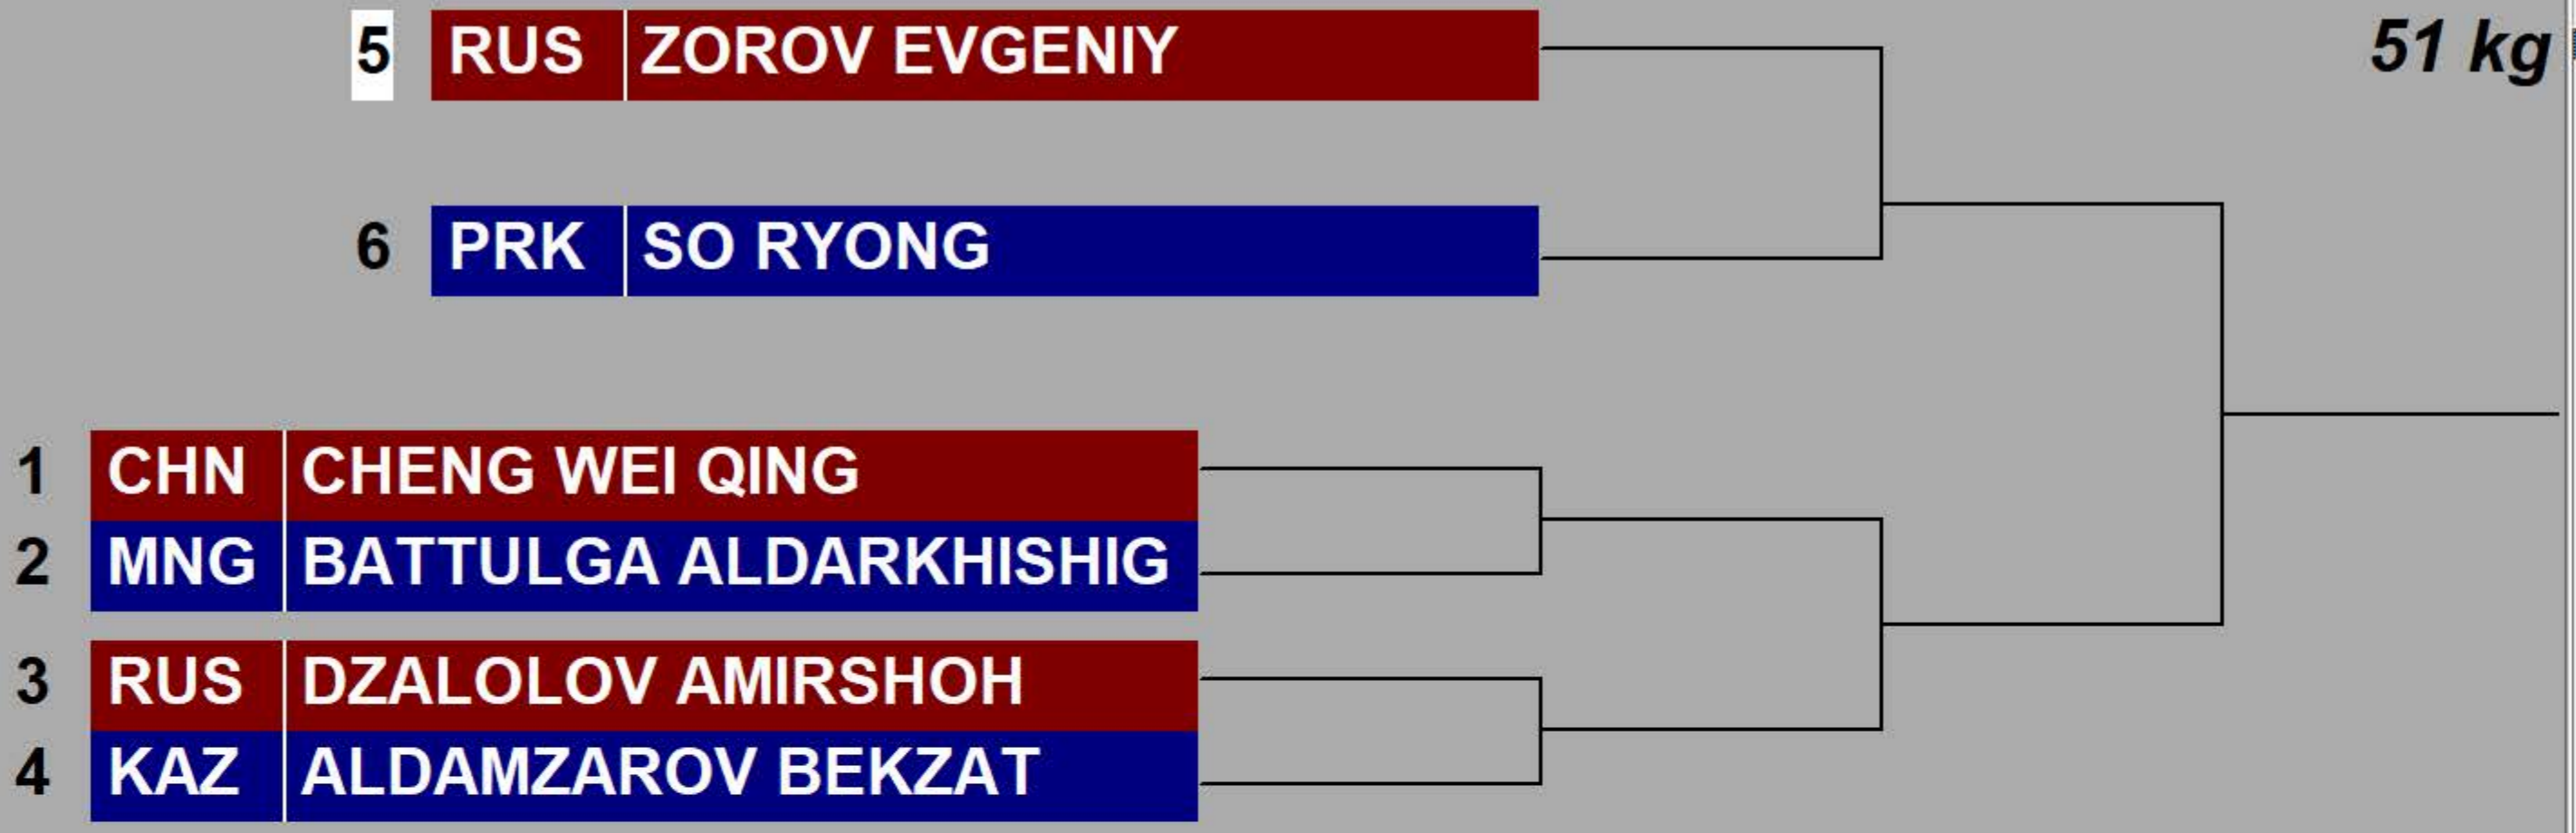 5 RUS ZOROV EVGENIY 51 kg
6 PRK SO RYONG
1 CHN CHENG WEI QING
2 MNG BATTULGA ALDARKHISHIG
3 RUS DZALOLOV AMIRSHOH
4 KAZ ALDAMZAROV BEKZAT